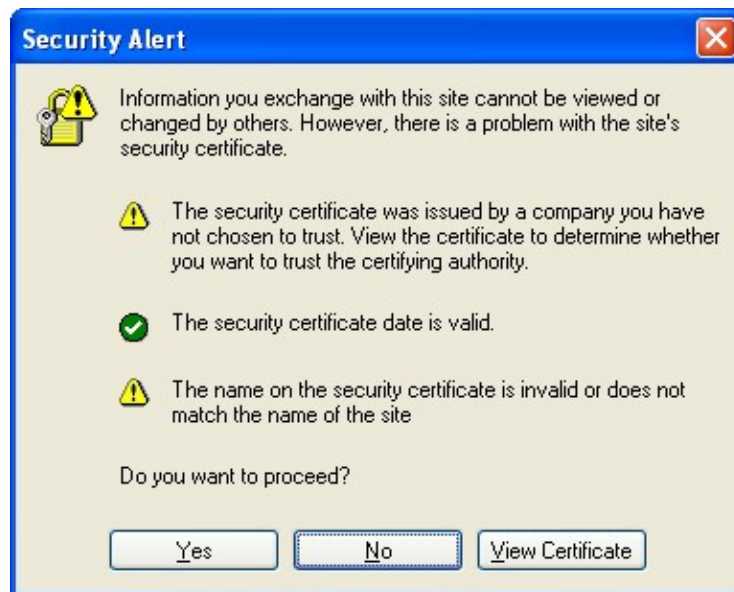 Security Alert
Information you exchange with this site cannot be viewed or
changed by others. However, there is a problem with the site's
security certificate.
The security certificate was issued by a company you have
not chosen to trust. View the certificate to determine whether
you want to trust the certifying authority.
The security certificate date is valid.
The name on the security certificate is invalid or does not
match the name of the site
Do you want to proceed?
Yes No View Certificate